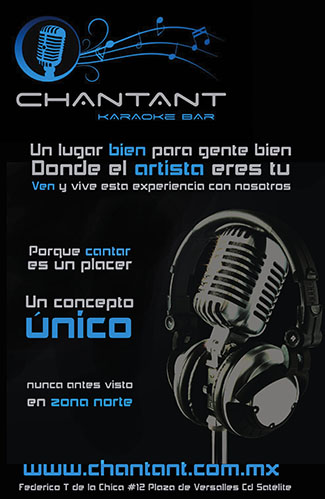 CHANTANT
KARAOKE BAR
Un lugar bien para gente bien
Donde el artista eres tu
Ven y vive esta experiencia con nosotros
Porque cantar
es un placer
Un concepto
único
nunca antes visto
en zona norte
www.chantant.com.mx
Federico T de la Chica #12 Plaza de Versalles Cd Satelite